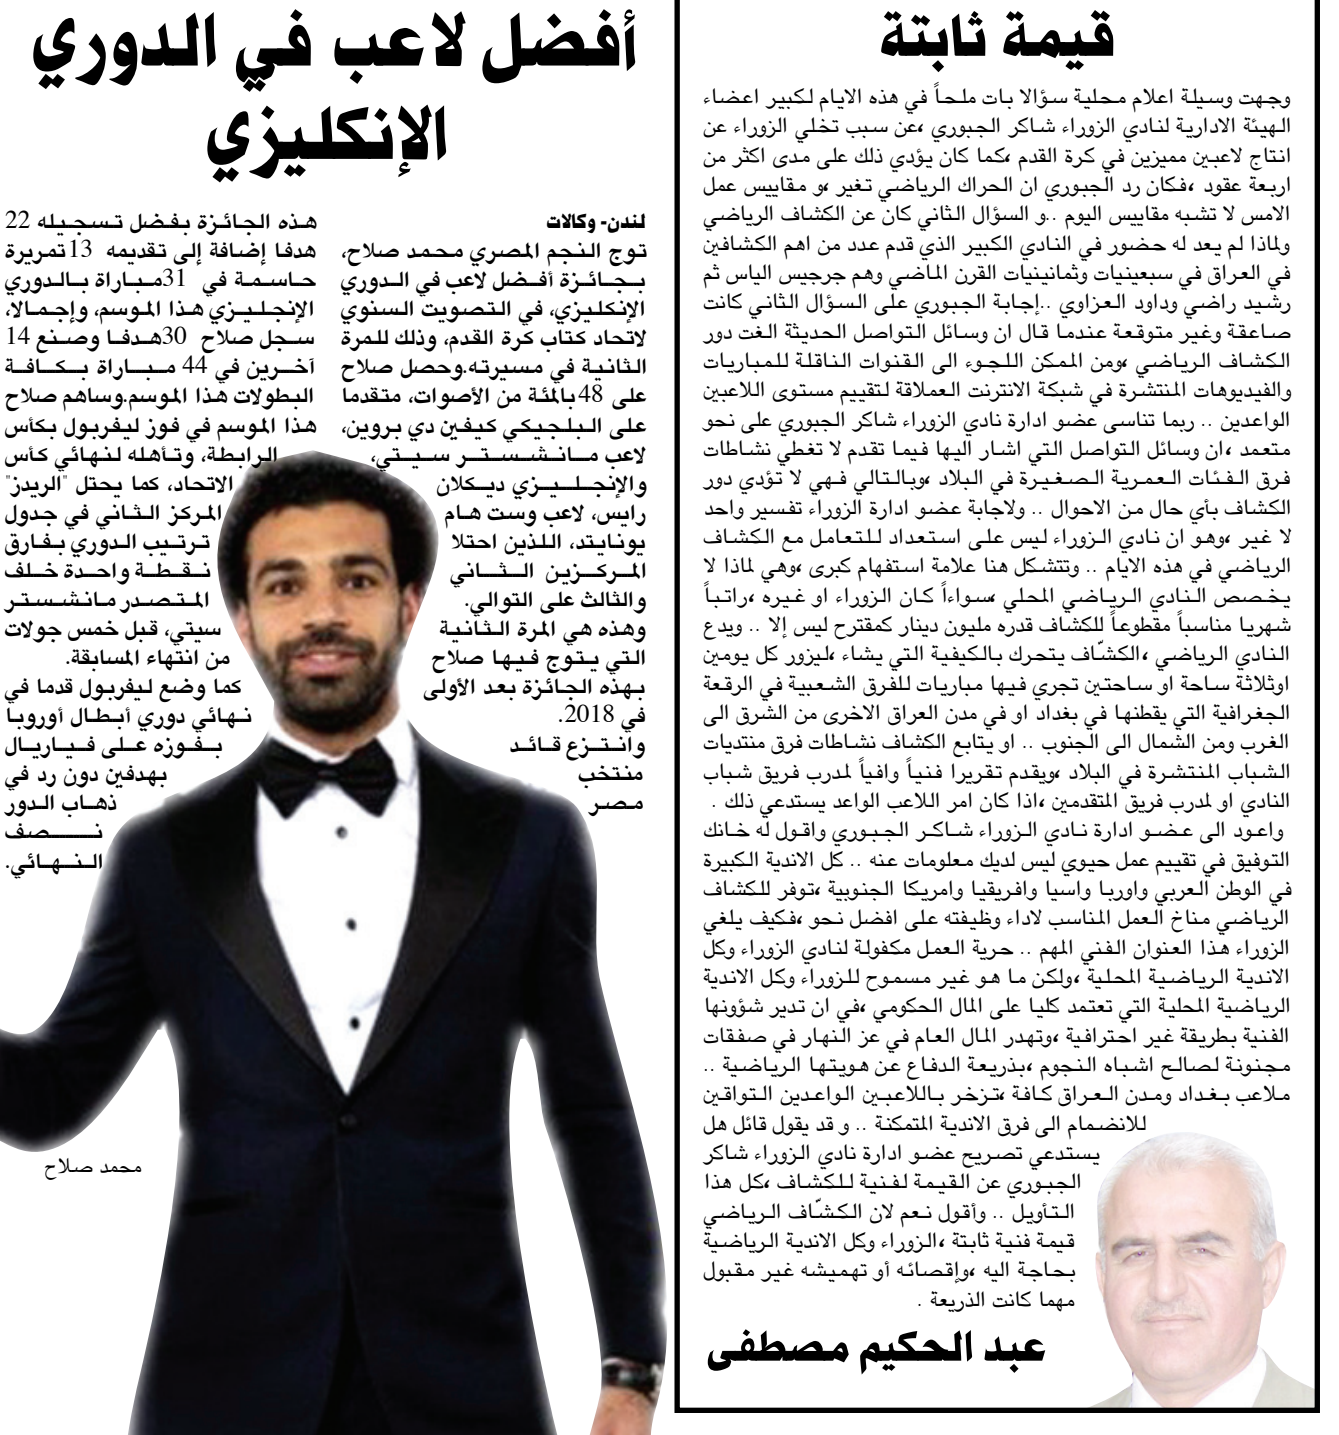 قيمة ثابتة
وجهت وسيلة اعلام محلية سؤالا بات ملحاً في هذه الايام لكبير اعضاء
الهيئة الادارية لنادي الزوراء شاكر الجبوري ،عن سبب تخلي الزوراء عن
انتاج لاعبين مميزين في كرة القدم ،كما كان يؤدي ذلك على مدى اكثر من
اربعة عقود ،فكان رد الجبوري ان الحراك الرياضي تغير ،و مقاييس عمل
الامس لا تشبه مقاييس اليوم ..و السؤال الثاني كان عن الكشاف الرياضي
ولماذا لم يعد له حضور في النادي الكبير الذي قدم عدد من اهم الكشافين
في العراق في سبعينيات وثمانينيات القرن الماضي وهم جرجيس الياس ثم
رشيد راضي وداود العزاوي ..إجابة الجبوري على السؤال الثاني كانت
صاعقة وغير متوقعة عندما قال ان وسائل التواصل الحديثة الغت دور
الكشاف الرياضي ،ومن الممكن اللجوء الى القنوات الناقلة للمباريات
والفيديوهات المنتشرة في شبكة الانترنت العملاقة لتقييم مستوى اللاعبين
الواعدين .. ربما تناسى عضو ادارة نادي الزوراء شاكر الجبوري على نحو
متعمد ،ان وسائل التواصل التي اشار اليها فيما تقدم لا تغطي نشاطات
فرق الفئات العمرية الصغيرة في البلاد ،وبالتالي فهي لا تؤدي دور
الكشاف بأي حال من الاحوال .. ولاجابة عضو ادارة الزوراء تفسير واحد
لا غير ،وهو ان نادي الزوراء ليس على استعداد للتعامل مع الكشاف
الرياضي في هذه الايام .. وتتشكل هنا علامة استفهام كبرى ،وهي لماذا لا
يخصص النادي الرياضي المحلي ،سواءاً كان الزوراء او غيره ،راتباً
شهريا مناسباً مقطوعاً للكشاف قدره مليون دينار كمقترح ليس إلا .. ويدع
النادي الرياضي ،الكشّاف يتحرك بالكيفية التي يشاء ،ليزور كل يومين
اوثلاثة ساحة او ساحتين تجري فيها مباريات للفرق الشعبية في الرقعة
الجغرافية التي يقطنها في بغداد او في مدن العراق الاخرى من الشرق الى
الغرب ومن الشمال الى الجنوب .. او يتابع الكشاف نشاطات فرق منتديات
الشباب المنتشرة في البلاد ،ويقدم تقريرا فنياً وافياً لمدرب فريق شباب
النادي او لمدرب فريق المتقدمين ،اذا كان امر اللاعب الواعد يستدعي ذلك .
واعود الى عضو ادارة نادي الزوراء شاكر الجبوري واقول له خانك
التوفيق في تقييم عمل حيوي ليس لديك معلومات عنه .. كل الاندية الكبيرة
في الوطن العربي واوربا واسيا وافريقيا وامريكا الجنوبية ،توفر للكشاف
الرياضي مناخ العمل المناسب لاداء وظيفته على افضل نحو ،فكيف يلغي
الزوراء هذا العنوان الفني المهم .. حرية العمل مكفولة لنادي الزوراء وكل
الاندية الرياضية المحلية ،ولكن ما هو غير مسموح للزوراء وكل الاندية
الرياضية المحلية التي تعتمد كليا على المال الحكومي ،في ان تدير شؤونها
الفنية بطريقة غير احترافية ،وتهدر المال العام في عز النهار في صفقات
مجنونة لصالح اشباه النجوم ،بذريعة الدفاع عن هويتها الرياضية ..
ملاعب بغداد ومدن العراق كافة ،تزخر باللاعبين الواعدين التواقين
للانضمام الى فرق الاندية المتمكنة .. و قد يقول قائل هل
يستدعي تصريح عضو ادارة نادي الزوراء شاكر
الجبوري عن القيمة لفنية للكشاف ،كل هذا
التأويل .. وأقول نعم لان الكشّاف الرياضي
قيمة فنية ثابتة ،الزوراء وكل الاندية الرياضية
بحاجة اليه ،وإقصائه أو تهميشه غير مقبول
مهما كانت الذريعة .
عبد الحكيم مصطفى
أفضل لاعب في الدوري
الإنكليزي
لندن- وكالات
توج النجم المصري محمد صلاح،
بجائزة أفضل لاعب في الدوري
الإنكليزي، في التصويت السنوي
لاتحاد كتاب كرة القدم، وذلك للمرة
الثانية في مسيرته.وحصل صلاح
على 48بالمئة من الأصوات، متقدما
على البلجيكي كيفين دي بروين،
لاعب مانشستر سيتي،
والإنجليزي ديكلان
رايس، لاعب وست هام
يونايتد، اللذين احتلا
المركزين الثاني
والثالث على التوالي.
وهذه هي المرة الثانية
التي يتوج فيها صلاح
بهذه الجائزة بعد الأولى
في 2018.
وانتزع قائد
منتخب
مصر
هذه الجائزة بفضل تسجيله 22
هدفا إضافة إلى تقديمه 13تمريرة
حاسمة في 31مباراة بالدوري
الإنجليزي هذا الموسم، وإجمالا،
سجل صلاح 30هدفا وصنع 14
آخرين في 44 مباراة بكافة
البطولات هذا الموسم.وساهم صلاح
هذا الموسم في فوز ليفربول بكأس
الرابطة، وتأهله لنهائي كأس
الاتحاد، كما يحتل "الريدز"
المركز الثاني في جدول
ترتيب الدوري بفارق
نقطة واحدة خلف
المتصدر مانشستر
سيتي، قبل خمس جولات
من انتهاء المسابقة.
كما وضع ليفربول قدما في
نهائي دوري أبطال أوروبا
بفوزه على فياريال
بهدفين دون رد في
ذهاب الدور
نصف
النهائي.
محمد صلاح